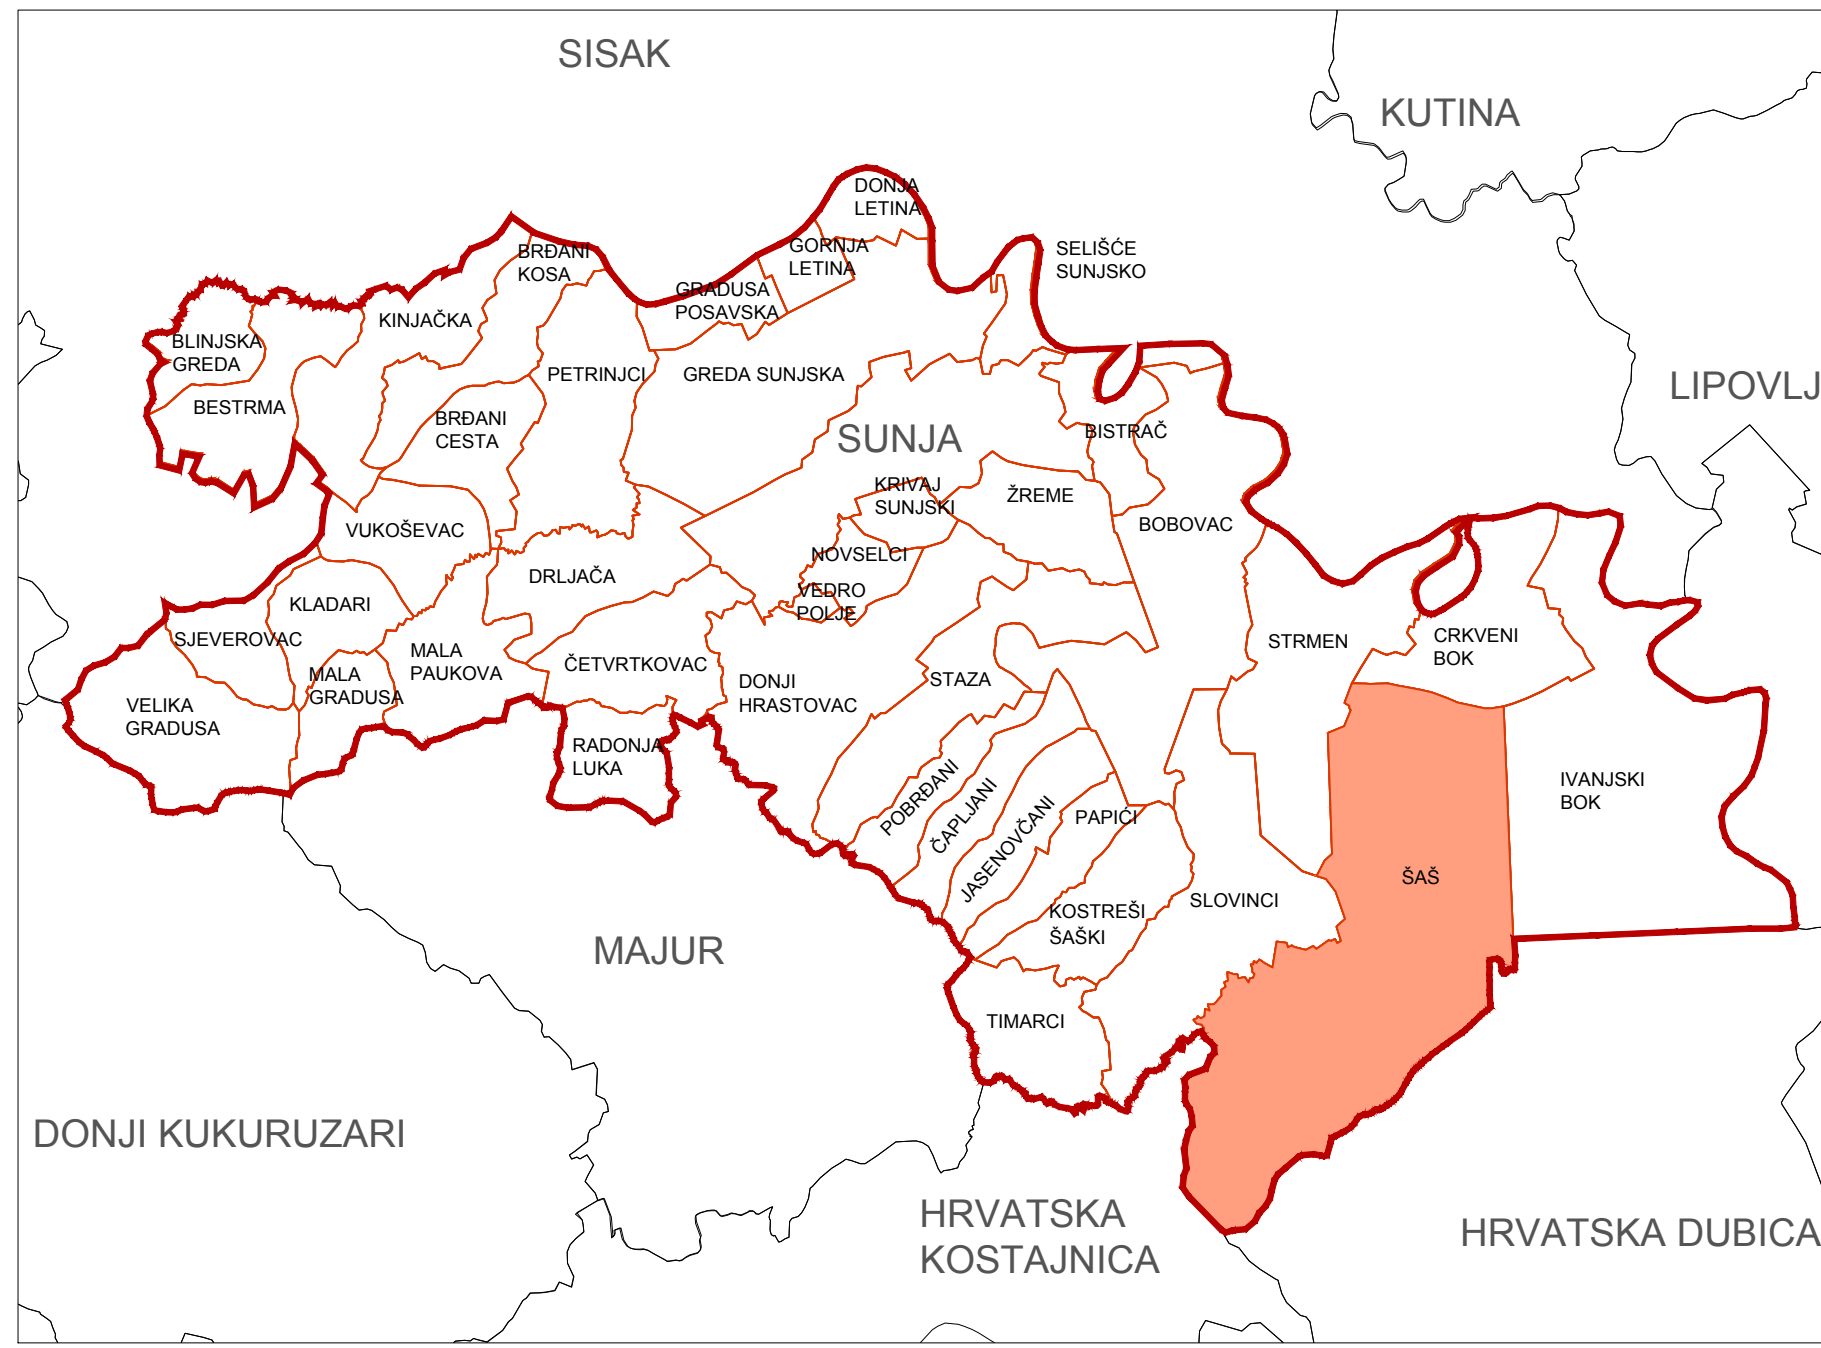 SISAK
KUTINA
DONJA
LETINA
BRĐANI
KOSA
GORNJA
LETINA
SELIŠĆE
SUNJSKO
GRADUSA
POSAVSKA
KINJAČKA
BLINJSKA
GREDA
PETRINJCI
GREDA SUNJSKA
LIPOVLJ
BESTRMA
BRĐANI
CESTA
SUNJA
BISTRAČ
KRIVAJ
SUNJSKI
ŽREME
VUKOŠEVAC
BOBOVAC
NOVSELCI
DRLJAČA
VEDRO
POLJE
KLADARI
SJEVEROVAC
STRMEN
CRKVENI
BOK
MALA
PAUKOVA
ČETVRTKOVAC
MALA
GRADUSA
DONJI
HRASTOVAC
STAZA
VELIKA
GRADUSA
RADONJA
LUKA
IVANJSKI
BOK
POBRĐANI
ČAPLJANI
JASENOVČANI
PAPIĆI
ŠAŠ
SLOVINCI
KOSTREŠI
ŠAŠKI
MAJUR
TIMARCI
DONJI KUKURUZARI
HRVATSKA
KOSTAJNICA
HRVATSKA DUBICA